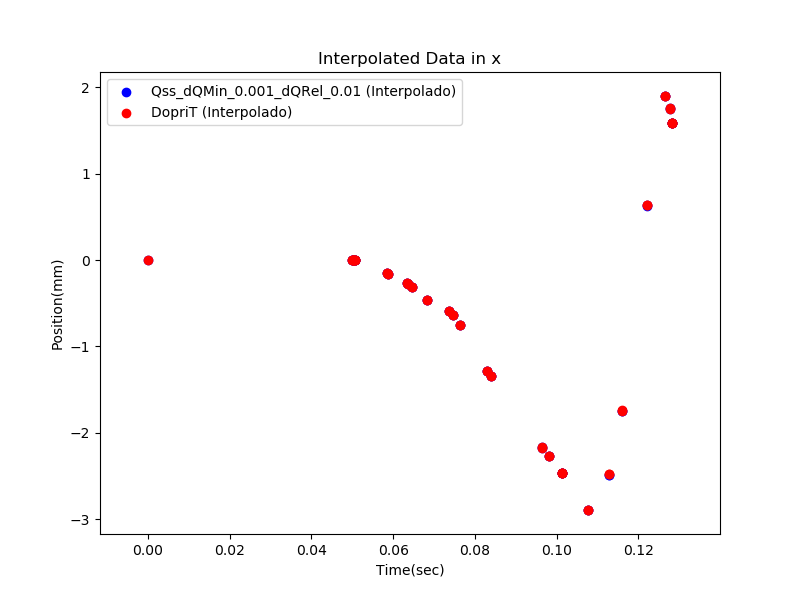 Interpolated Data in x
Qss_dQMin_0.001_dQRel_0.01 (Interpolado)
DopriT (Interpolado)
2
1
0
−1
−2
−3
Position(mm)
0.00 0.02 0.04 0.06 0.08 0.10 0.12
Time(sec)